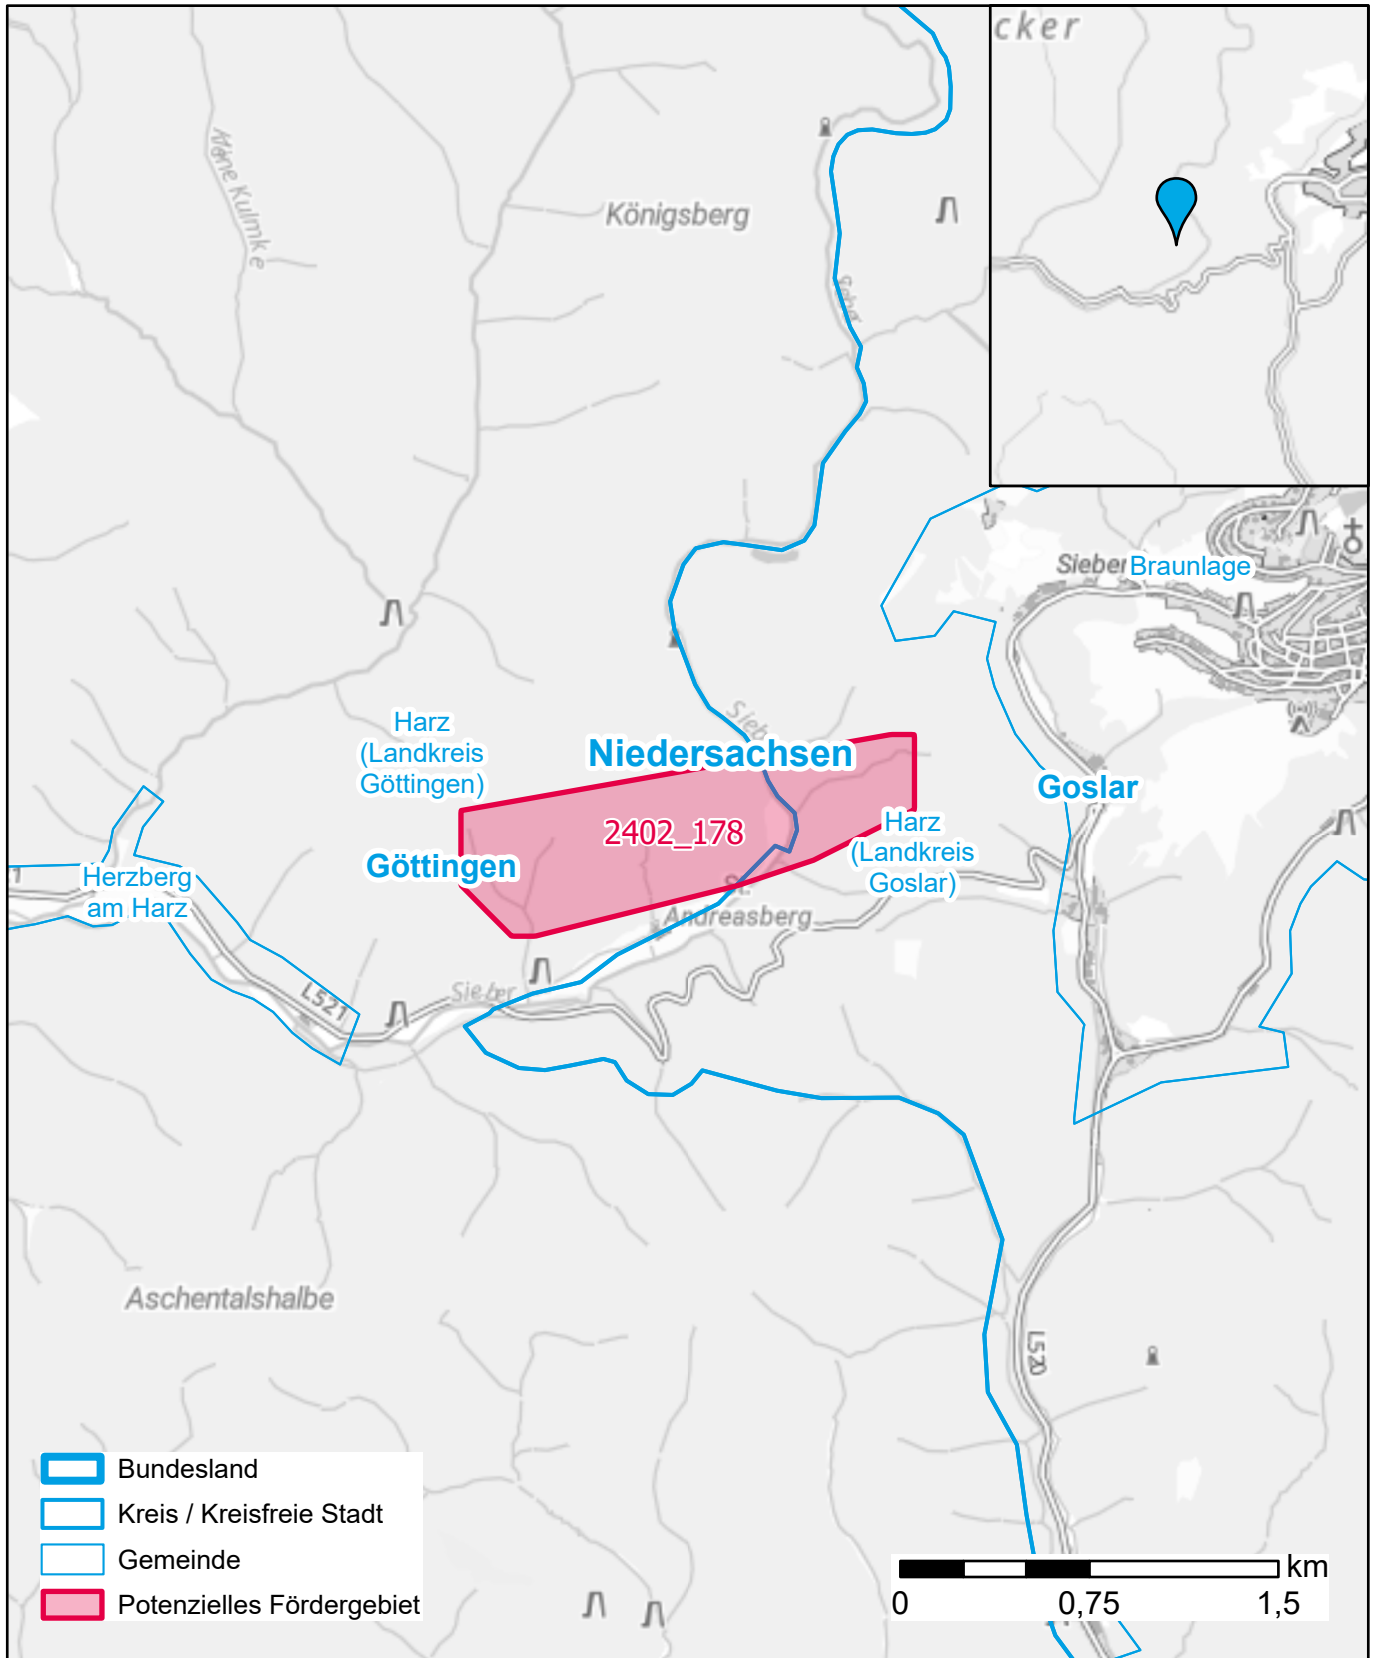 cker
Königsberg
Sieber
Braunlage
Harz
(Landkreis
Göttingen)
Niedersachsen
Goslar
2402_178
Harz
(Landkreis
Goslar)
Göttingen
Herzberg
am Harz
St.
Andreasberg
L521
Sieber
Aschentalshalbe
L520
Bundesland
Kreis / Kreisfreie Stadt
Gemeinde
Potenzielles Fördergebiet
km
0 0,75 1,5